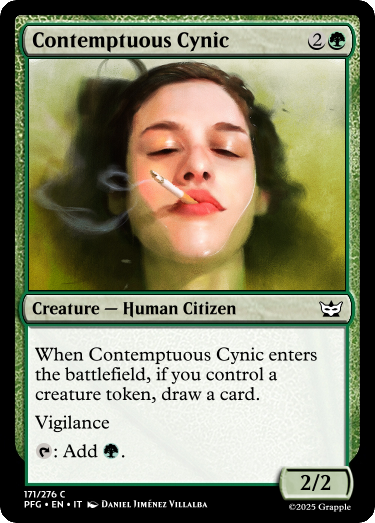 Contemptuous Cynic 2
Creature — Human Citizen
When Contemptuous Cynic enters
the battlefield, if you control a
creature token, draw a card.
Vigilance
: Add .
2/2
171/276 C
PFG • EN • IT Daniel Jiménez Villalba
©2025 Grapple